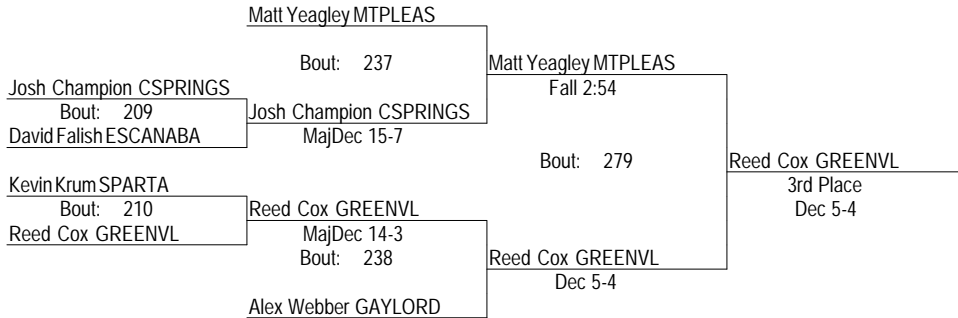 Matt Yeagley MTPLEAS
Bout: 237
Matt Yeagley MTPLEAS
Fall 2:54
Josh Champion CSPRINGS
Bout: 209
Josh Champion CSPRINGS
David Falish ESCANABA
MajDec 15-7
Bout: 279
Reed Cox GREENVL
3rd Place
Dec 5-4
Kevin Krum SPARTA
Bout: 210
Reed Cox GREENVL
Reed Cox GREENVL
MajDec 14-3
Bout: 238
Reed Cox GREENVL
Dec 5-4
Alex Webber GAYLORD